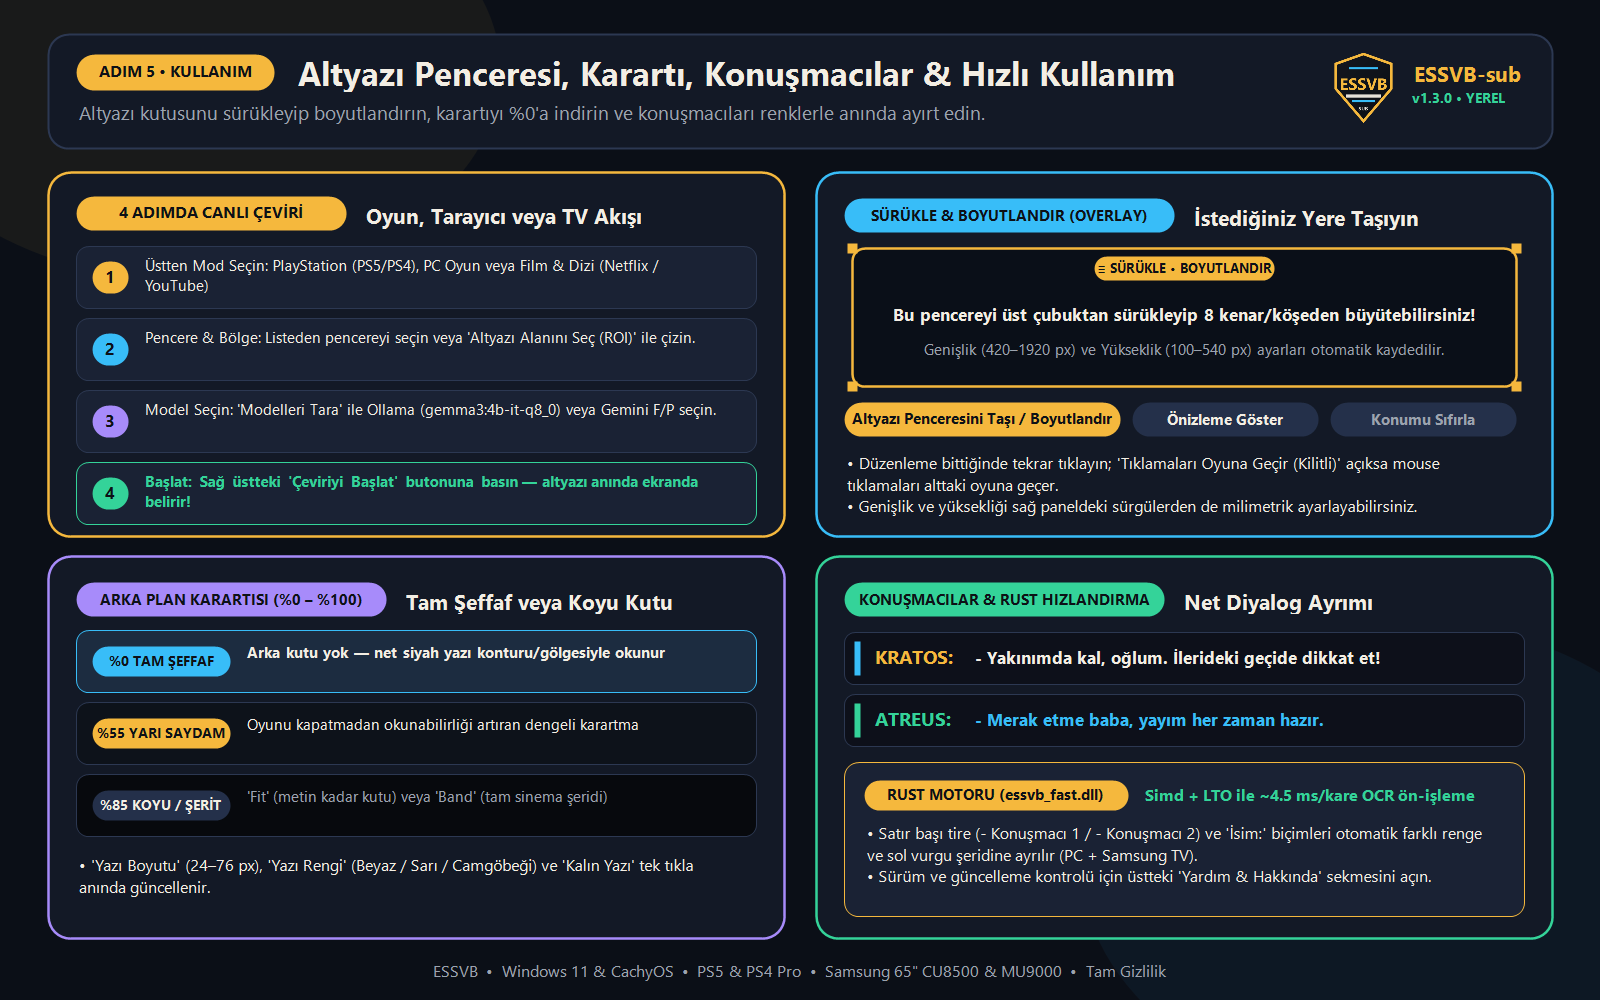 ADIM 5 • KULLANIM
Altyazı Penceresi, Karartı, Konuşmacılar & Hızlı Kullanım
Altyazı kutusunu sürükleyip boyutlandırın, karartıyı %0'a indirin ve konuşmacıları renklerle anında ayırt edin.
ESSVB
SUB
ESSVB-sub
v1.3.0 • YEREL
4 ADIMDA CANLI ÇEVİRİ
Oyun, Tarayıcı veya TV Akışı
1
Üstten Mod Seçin: PlayStation (PS5/PS4), PC Oyun veya Film & Dizi (Netflix /
YouTube)
2
Pencere & Bölge: Listeden pencereyi seçin veya 'Altyazı Alanını Seç (ROI)' ile çizin.
3
Model Seçin: 'Modelleri Tara' ile Ollama (gemma3:4b-it-q8_0) veya Gemini F/P seçin.
4
Başlat: Sağ üstteki 'Çeviriyi Başlat' butonuna basın — altyazı anında ekranda
belirir!
SÜRÜKLE & BOYUTLANDIR (OVERLAY)
İstediğiniz Yere Taşıyın
≡ SÜRÜKLE • BOYUTLANDIR
Bu pencereyi üst çubuktan sürükleyip 8 kenar/köşeden büyütebilirsiniz!
Genişlik (420–1920 px) ve Yükseklik (100–540 px) ayarları otomatik kaydedilir.
Altyazı Penceresini Taşı / Boyutlandır
Önizleme Göster
Konumu Sıfırla
• Düzenleme bittiğinde tekrar tıklayın; 'Tıklamaları Oyuna Geçir (Kilitli)' açıksa mouse
tıklamaları alttaki oyuna geçer.
• Genişlik ve yüksekliği sağ paneldeki sürgülerden de milimetrik ayarlayabilirsiniz.
ARKA PLAN KARARTISI (%0 – %100)
Tam Şeffaf veya Koyu Kutu
%0 TAM ŞEFFAF
Arka kutu yok — net siyah yazı konturu/gölgesiyle okunur
%55 YARI SAYDAM
Oyunu kapatmadan okunabilirliği artıran dengeli karartma
%85 KOYU / ŞERİT
'Fit' (metin kadar kutu) veya 'Band' (tam sinema şeridi)
• 'Yazı Boyutu' (24–76 px), 'Yazı Rengi' (Beyaz / Sarı / Camgöbeği) ve 'Kalın Yazı' tek tıkla
anında güncellenir.
KONUŞMACILAR & RUST HIZLANDIRMA
Net Diyalog Ayrımı
KRATOS: - Yakınımda kal, oğlum. İlerideki geçide dikkat et!
ATREUS: - Merak etme baba, yayım her zaman hazır.
RUST MOTORU (essvb_fast.dll)
Simd + LTO ile ~4.5 ms/kare OCR ön-işleme
• Satır başı tire (- Konuşmacı 1 / - Konuşmacı 2) ve 'İsim:' biçimleri otomatik farklı renge
ve sol vurgu şeridine ayrılır (PC + Samsung TV).
• Sürüm ve güncelleme kontrolü için üstteki 'Yardım & Hakkında' sekmesini açın.
ESSVB • Windows 11 & CachyOS • PS5 & PS4 Pro • Samsung 65" CU8500 & MU9000 • Tam Gizlilik